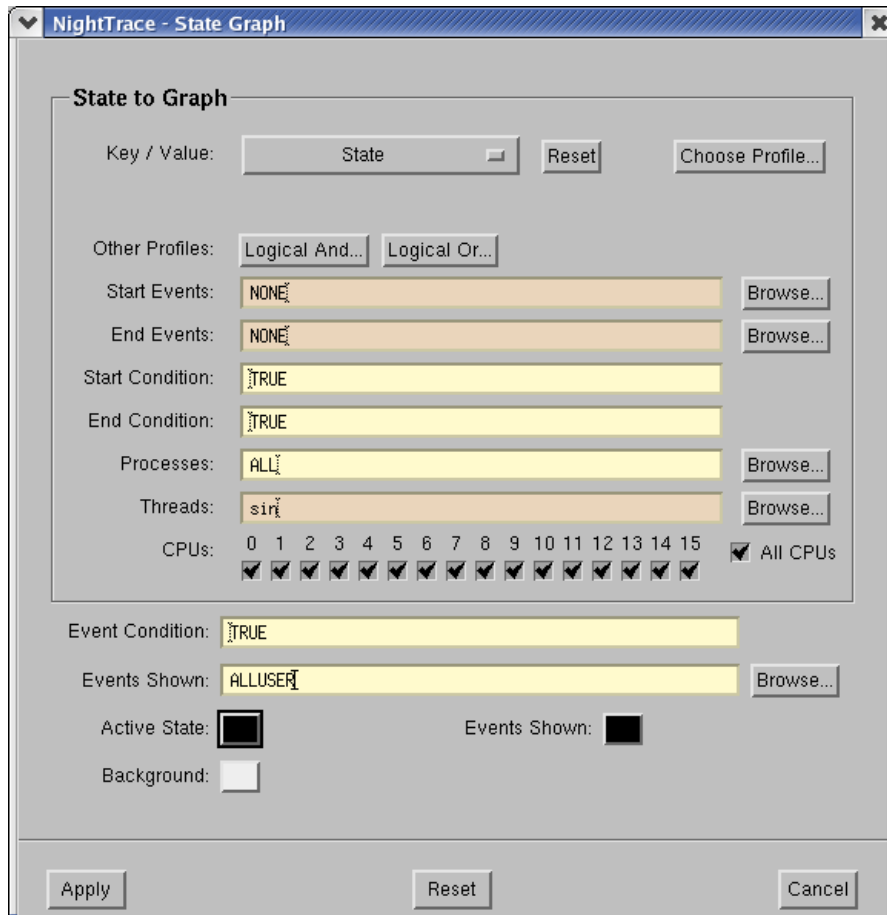 NightTrace - State Graph
State to Graph
Key / Value: State Reset Choose Profile...
Other Profiles: Logical And... Logical Or...
Start Events: NONE Browse...
End Events: NONE Browse...
Start Condition: TRUE
End Condition: TRUE
Processes: ALL Browse...
Threads: sin Browse...
CPUs: 0 1 2 3 4 5 6 7 8 9 10 11 12 13 14 15 All CPUs
Event Condition: TRUE
Events Shown: ALLUSER Browse...
Active State: Events Shown:
Background:
Apply Reset Cancel